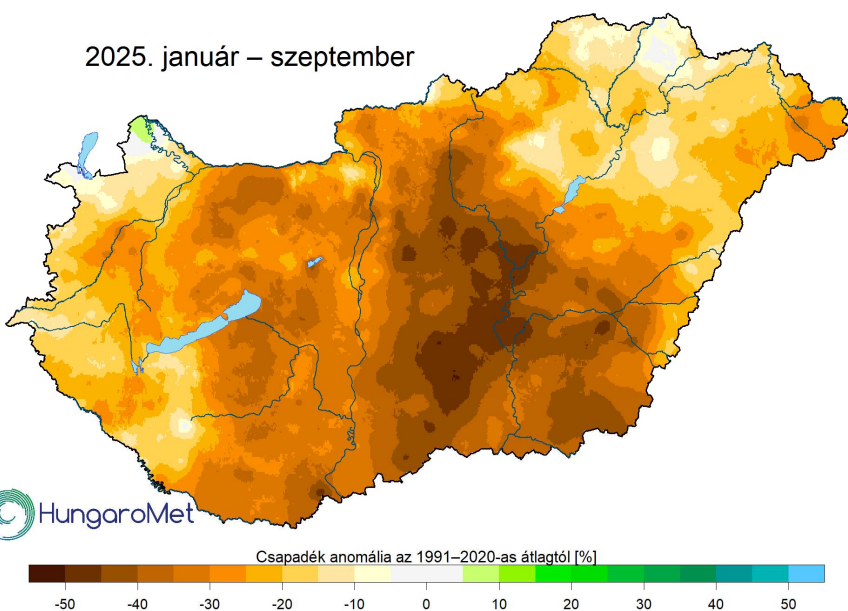 2025. január – szeptember
HungaroMet
Csapadék anomália az 1991–2020-as átlagtól [%]
-50 -40 -30 -20 -10 0 10 20 30 40 50